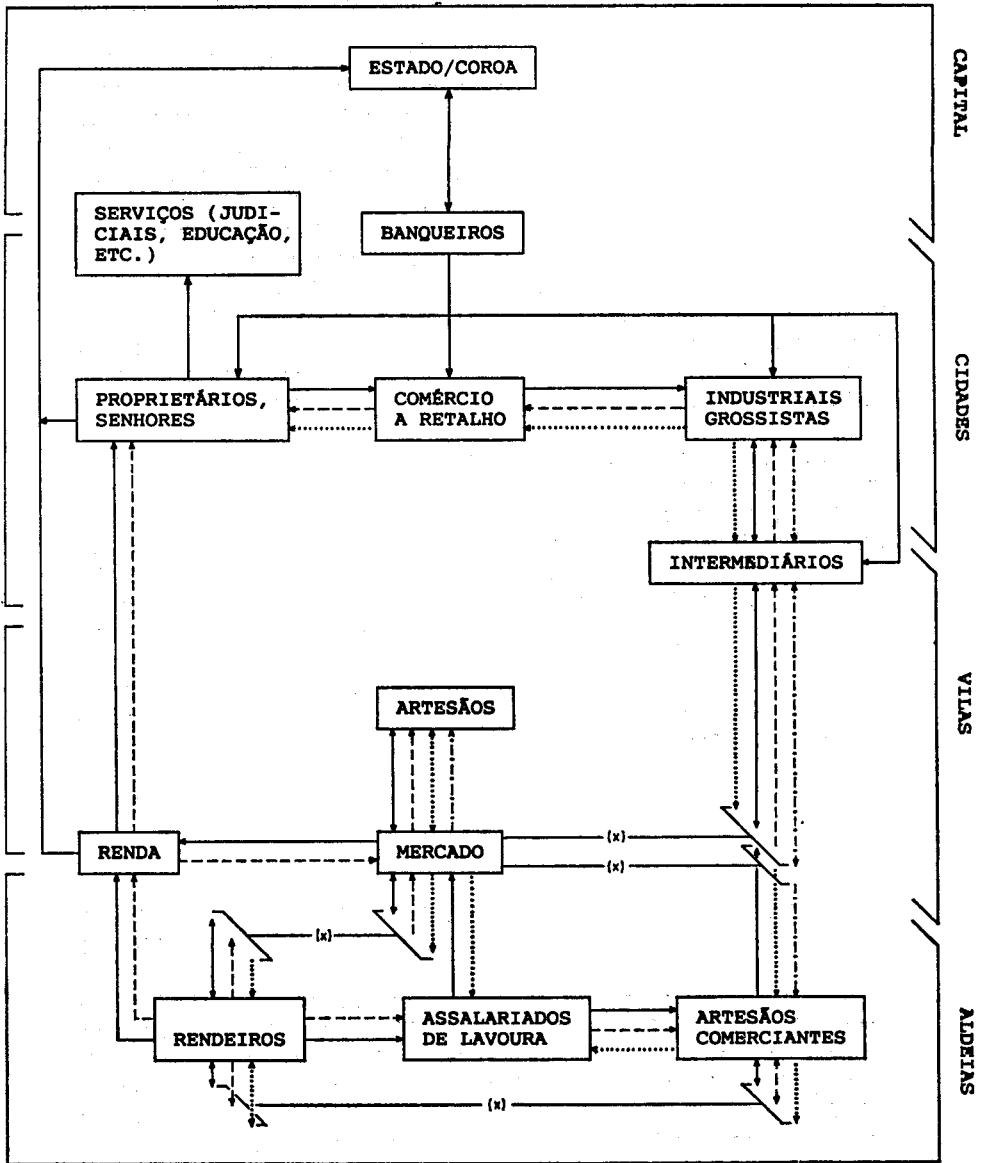 ESTADO/COROA
CAPITAL
SERVIÇOS (JUDI-
CIAIS, EDUCAÇÃO,
ETC.)
BANQUEIROS
PROPRIETÁRIOS,
SENHORES
COMÉRCIO
A RETALHO
INDUSTRIAIS
GROSSISTAS
CIDADES
INTERMEDIÁRIOS
ARTESÃOS
VILAS
RENDA
MERCADO
(x)
(x)
(x)
RENDEIROS
ASSALARIADOS
DE LAVOURA
ARTESÃOS
COMERCIANTES
ALDEIAS
(x)